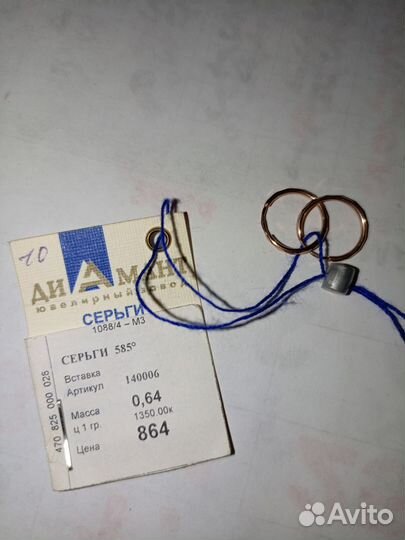 10
ДИАМАНТ
ювелирный завод
СЕРЬГИ
1088/4 – М3
СЕРЬГИ 585°
Вставка
Артикул 140006
Масса 0,64
ц 1 гр. 1350.00к
Цена 864
470 825 000 026
Avito